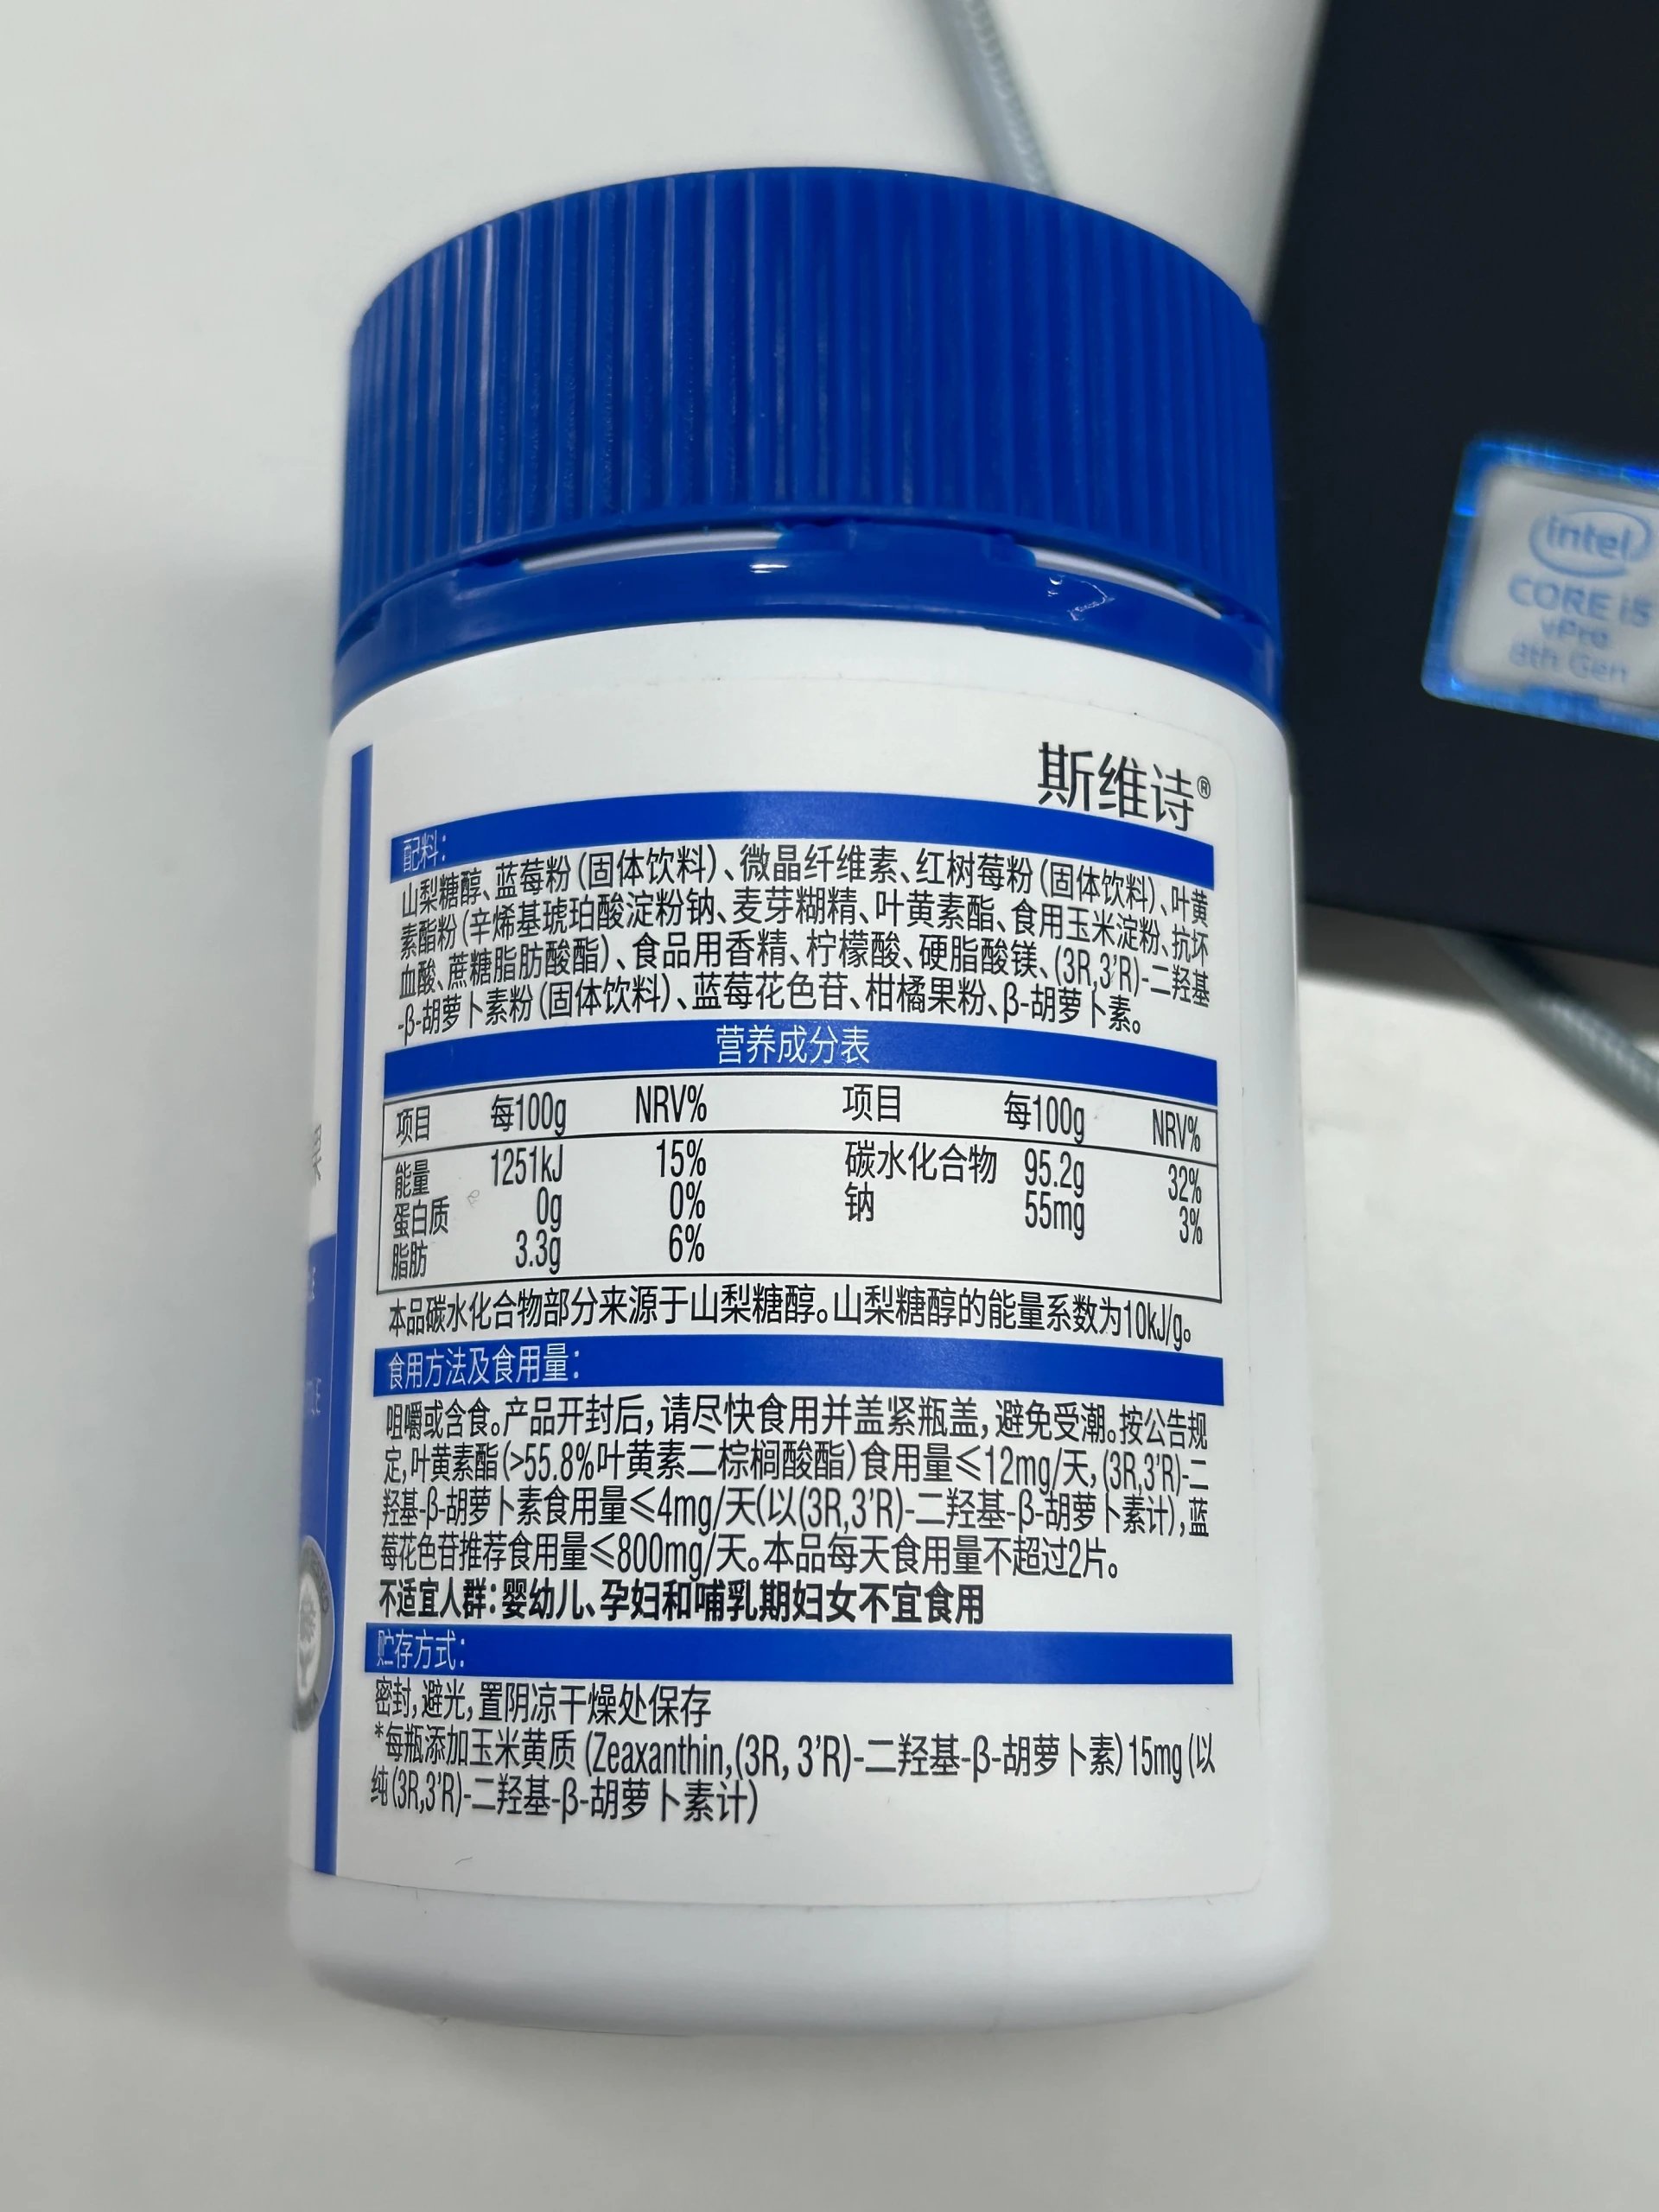 斯维诗®
配料:
山梨糖醇、蓝莓粉(固体饮料)、微晶纤维素、红树莓粉(固体饮料)、叶黄
素酯粉(辛烯基琥珀酸淀粉钠、麦芽糊精、叶黄素酯、食用玉米淀粉、抗坏
血酸、蔗糖脂肪酸酯)、食品用香精、柠檬酸、硬脂酸镁、(3R,3'R)-二羟基
-β-胡萝卜素粉(固体饮料)、蓝莓花色苷、柑橘果粉、β-胡萝卜素。
营养成分表
项目 每100g NRV% 项目 每100g NRV%
能量 1251kJ 15% 碳水化合物 95.2g 32%
蛋白质 0g 0% 钠 55mg 3%
脂肪 3.3g 6%
本品碳水化合物部分来源于山梨糖醇。山梨糖醇的能量系数为10kJ/g。
食用方法及食用量:
咀嚼或含食。产品开封后,请尽快食用并盖紧瓶盖,避免受潮。按公告规
定,叶黄素酯(>55.8%叶黄素二棕榈酸酯)食用量≤12mg/天,(3R,3'R)-二
羟基-β-胡萝卜素食用量≤4mg/天(以(3R,3'R)-二羟基-β-胡萝卜素计),蓝
莓花色苷推荐食用量≤800mg/天。本品每天食用量不超过2片。
不适宜人群:婴幼儿、孕妇和哺乳期妇女不宜食用
贮存方式:
密封,避光,置阴凉干燥处保存
*每瓶添加玉米黄质(Zeaxanthin,(3R, 3'R)-二羟基-β-胡萝卜素)15mg(以
纯(3R,3'R)-二羟基-β-胡萝卜素计)
intel
CORE i5
vPro
8th Gen